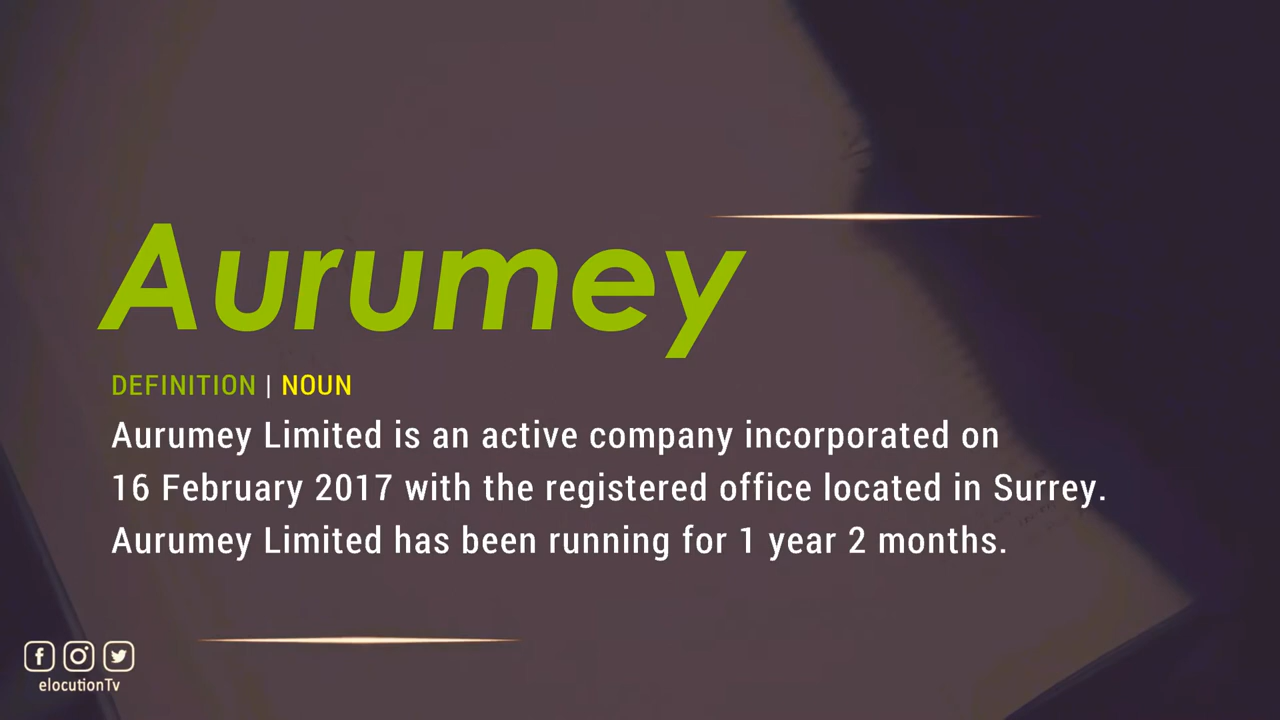 Aurumey
DEFINITION | NOUN
Aurumey Limited is an active company incorporated on
16 February 2017 with the registered office located in Surrey.
Aurumey Limited has been running for 1 year 2 months.
elocutionTv